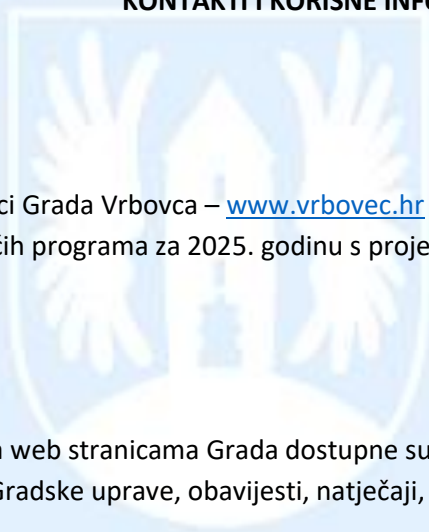 KONTAKTI I KORISNE INFO
ci Grada Vrbovca – www.vrbovec.hr
ćih programa za 2025. godinu s proje
web stranicama Grada dostupne su
Gradske uprave, obavijesti, natječaji,